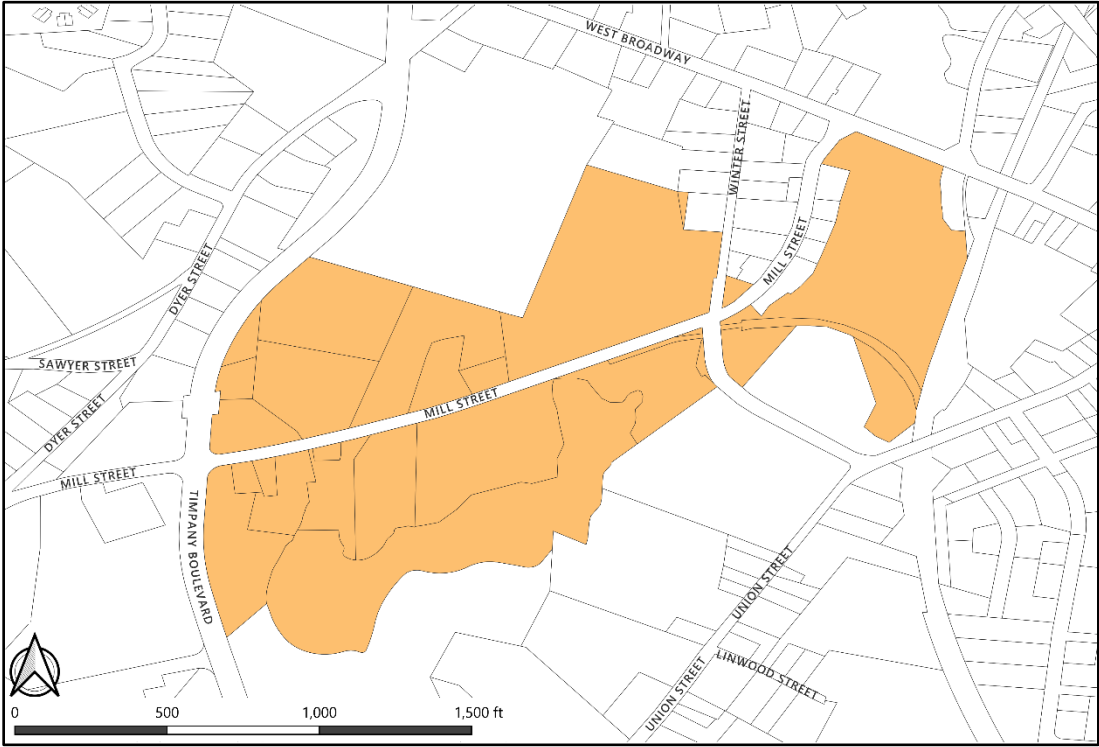 WEST BROADWAY
WINTER STREET
MILL STREET
DYER STREET
SAWYER STREET
DYER STREET
MILL STREET
MILL STREET
TIMPANY BOULEVARD
UNION STREET
UNION STREET
LINWOOD STREET
0 500 1,000 1,500 ft